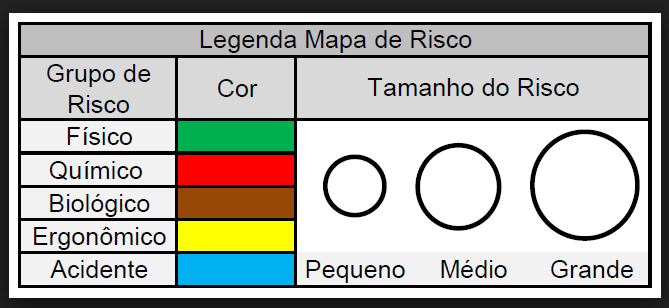 Legenda Mapa de Risco
Grupo de
Risco
Cor
Tamanho do Risco
Físico
Químico
Biológico
Ergonômico
Acidente
Pequeno
Médio
Grande